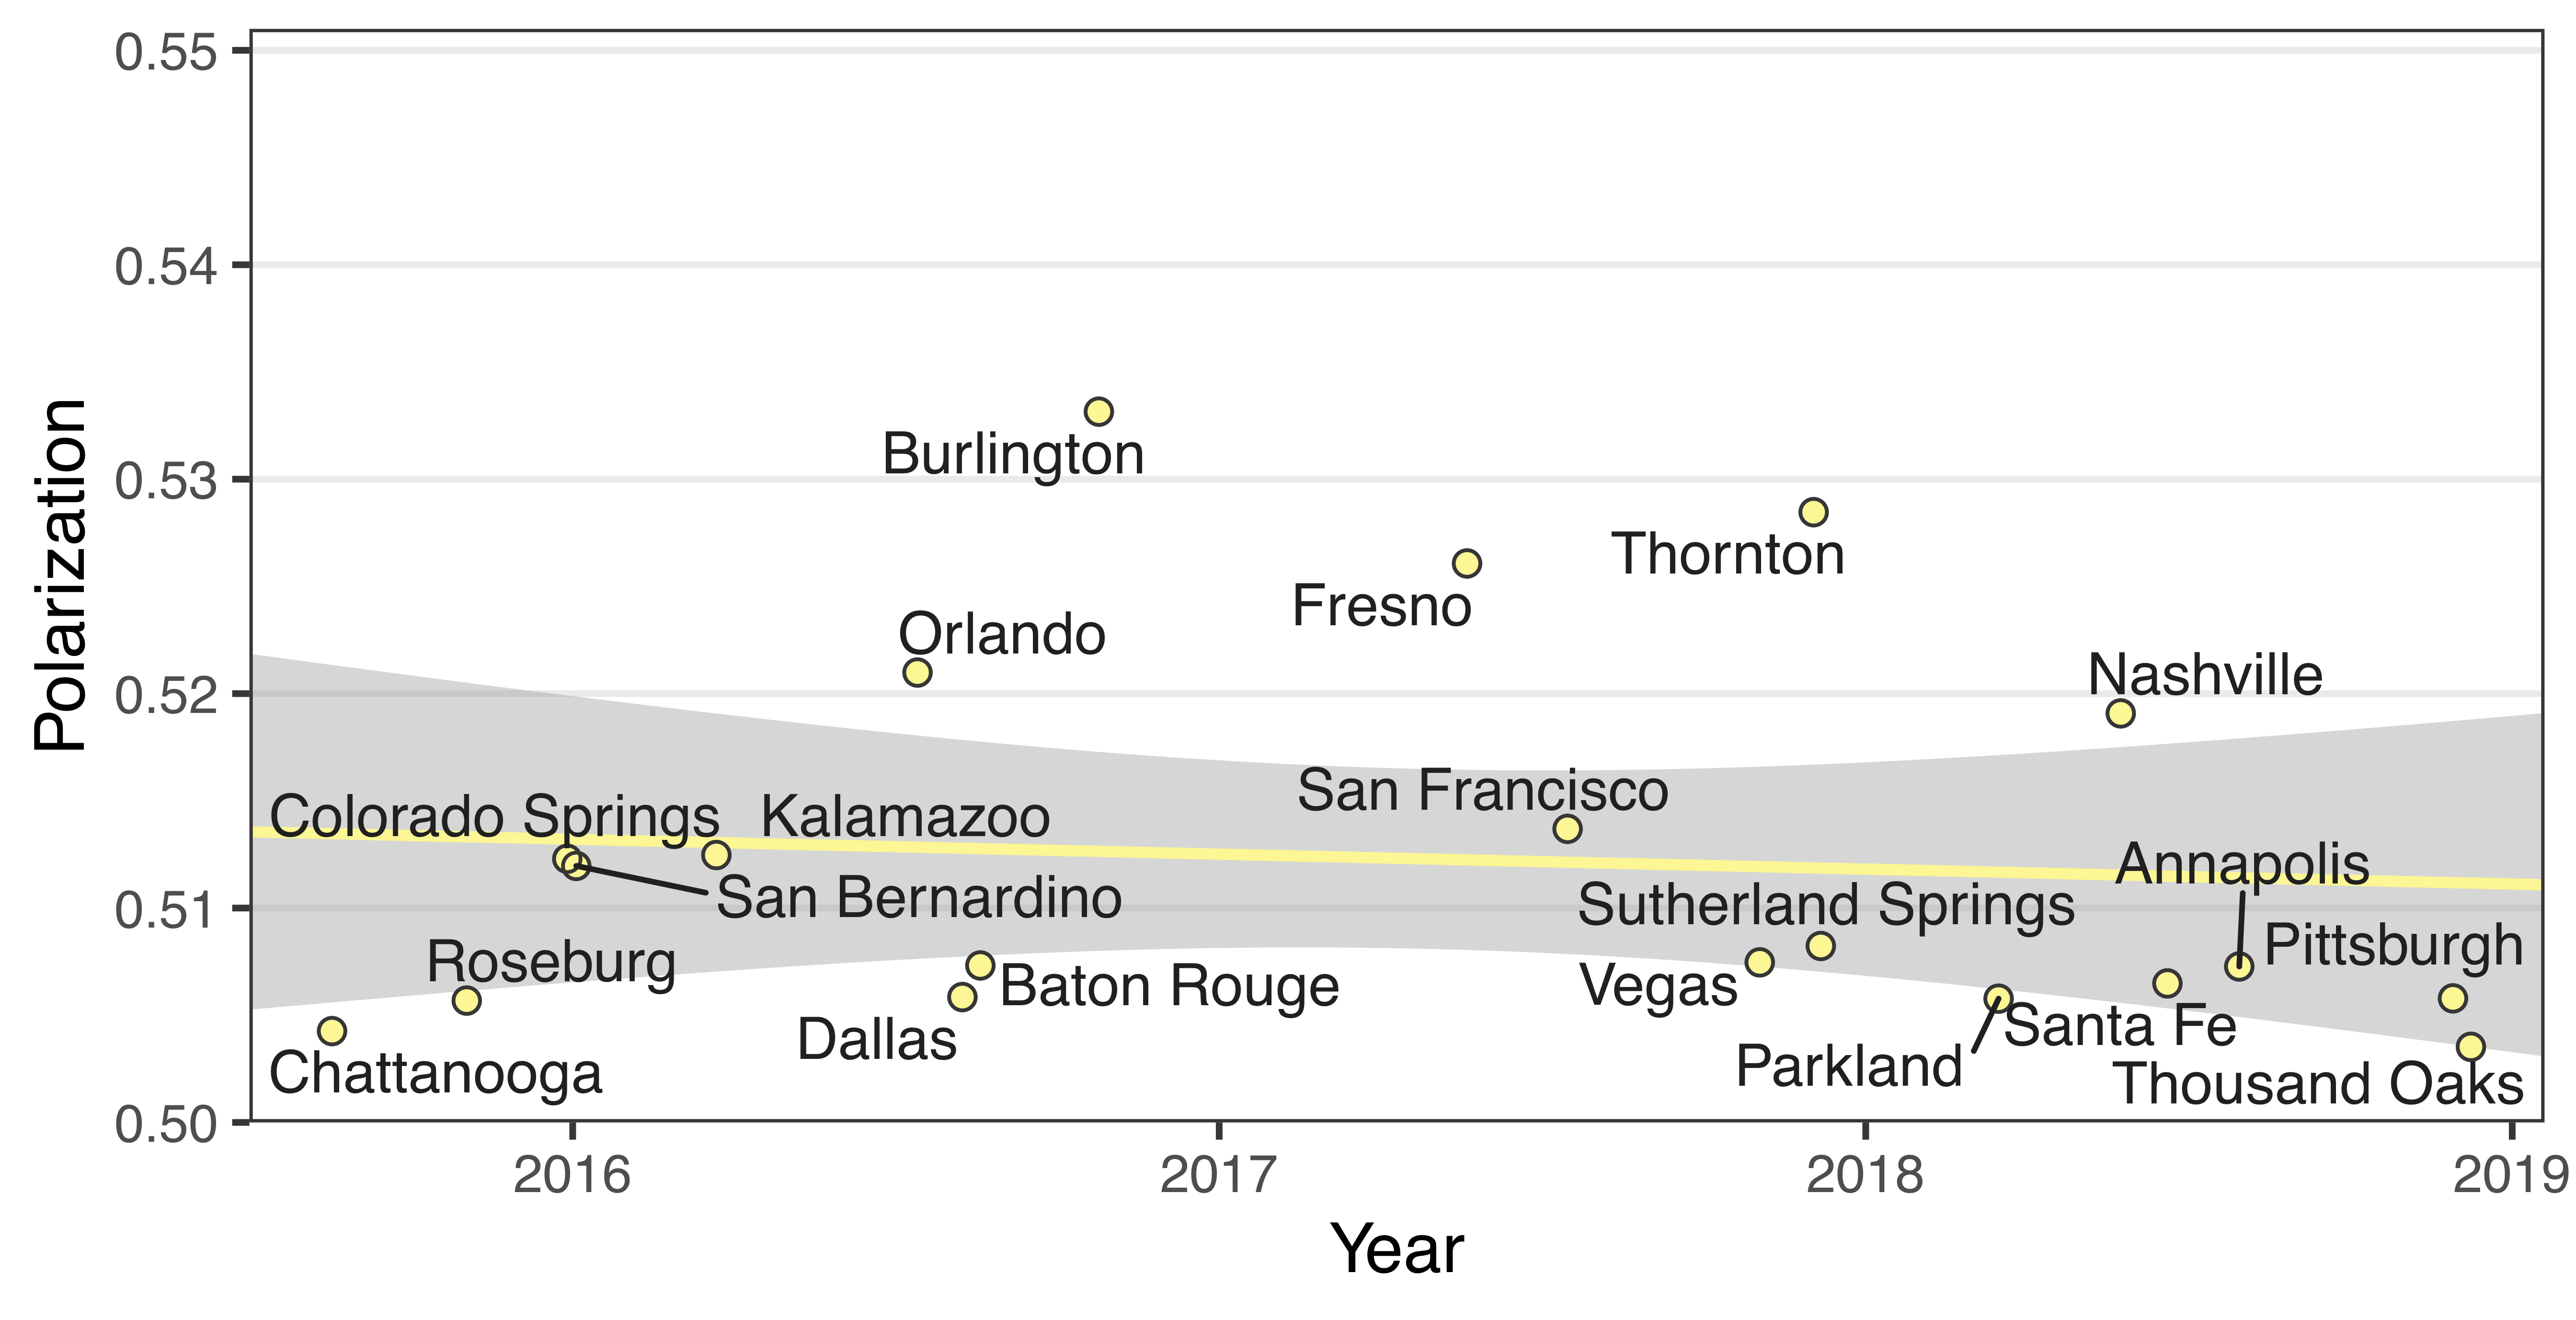 0.55
0.54
0.53
0.52
0.51
0.50
Polarization
Burlington
Thornton
Fresno
Orlando
Nashville
San Francisco
Colorado Springs
Kalamazoo
Annapolis
San Bernardino
Sutherland Springs
Pittsburgh
Roseburg
Baton Rouge
Vegas
Santa Fe
Dallas
Parkland
Chattanooga
Thousand Oaks
2016
2017
2018
2019
Year